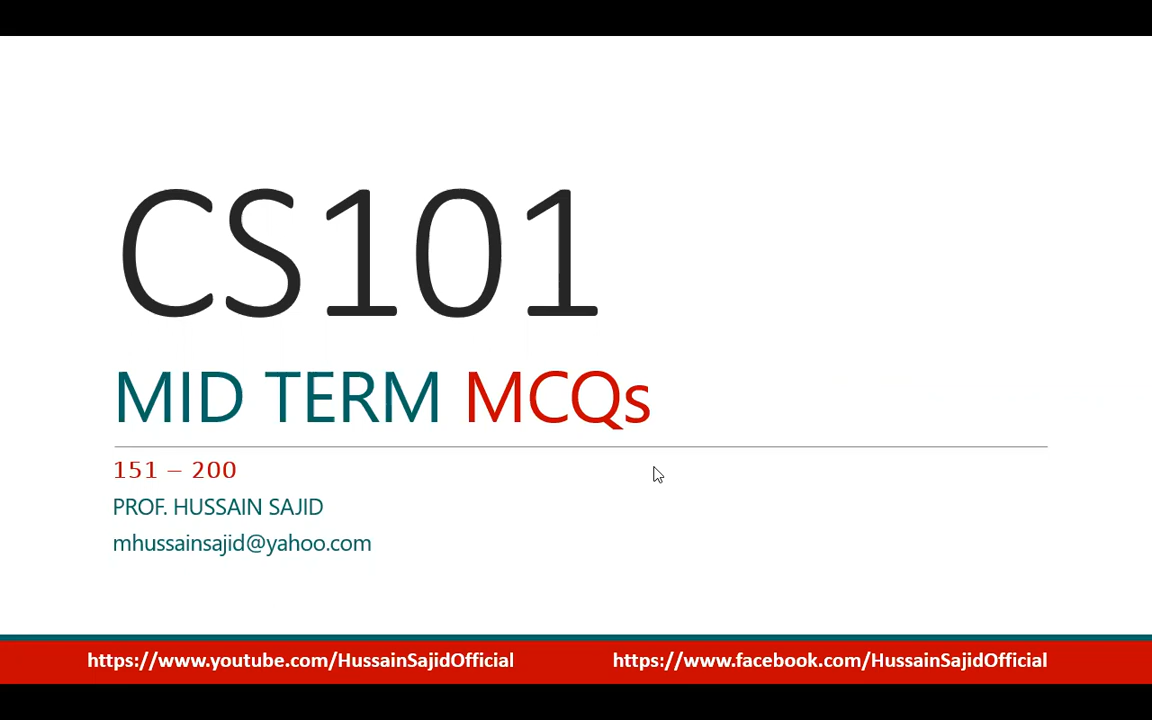 CS101
MID TERM MCQs
151 – 200
PROF. HUSSAIN SAJID
mhussainsajid@yahoo.com
https://www.youtube.com/HussainSajidOfficial
https://www.facebook.com/HussainSajidOfficial